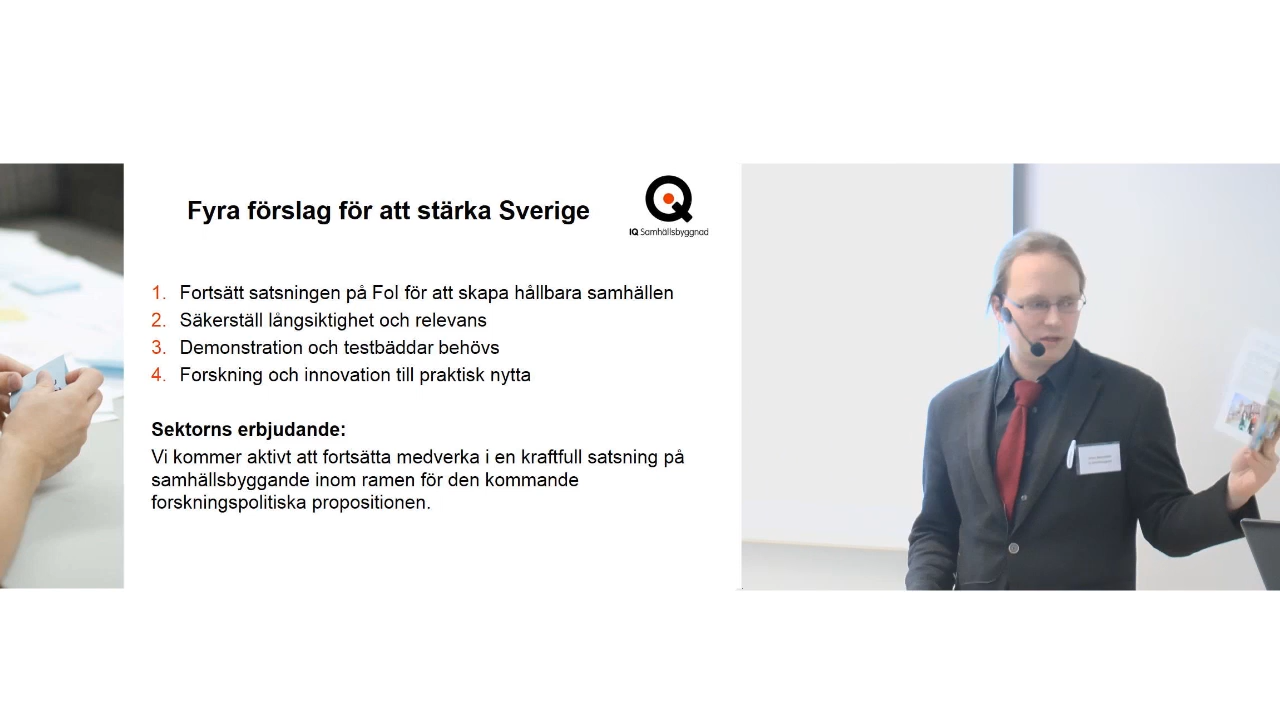 Fyra förslag för att stärka Sverige
IQ Samhällsbyggnad
1. Fortsätt satsningen på FoI för att skapa hållbara samhällen
2. Säkerställ långsiktighet och relevans
3. Demonstration och testbäddar behövs
4. Forskning och innovation till praktisk nytta
Sektorns erbjudande:
Vi kommer aktivt att fortsätta medverka i en kraftfull satsning på
samhällsbyggande inom ramen för den kommande
forskningspolitiska propositionen.